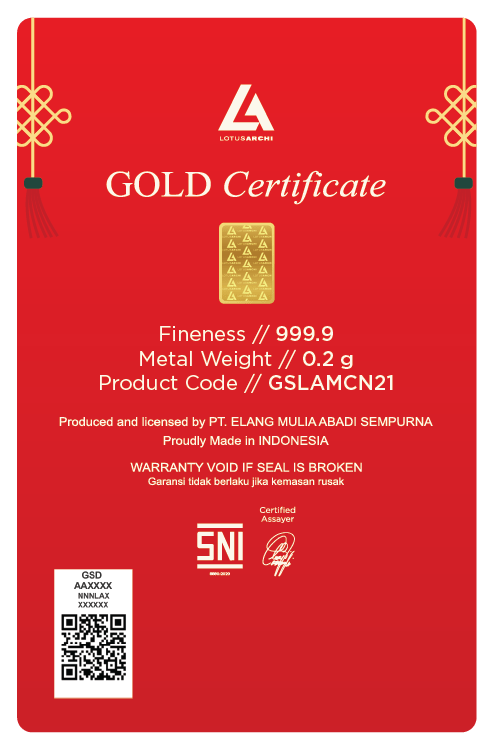 LOTUSARCHI
GOLD Certificate
Fineness // 999.9
Metal Weight // 0.2 g
Product Code // GSLAMCN21
Produced and licensed by PT. ELANG MULIA ABADI SEMPURNA
Proudly Made in INDONESIA
WARRANTY VOID IF SEAL IS BROKEN
Garansi tidak berlaku jika kemasan rusak
Certified
Assayer
SNI
GSD
AAXXXX
NNNLAX
XXXXXX